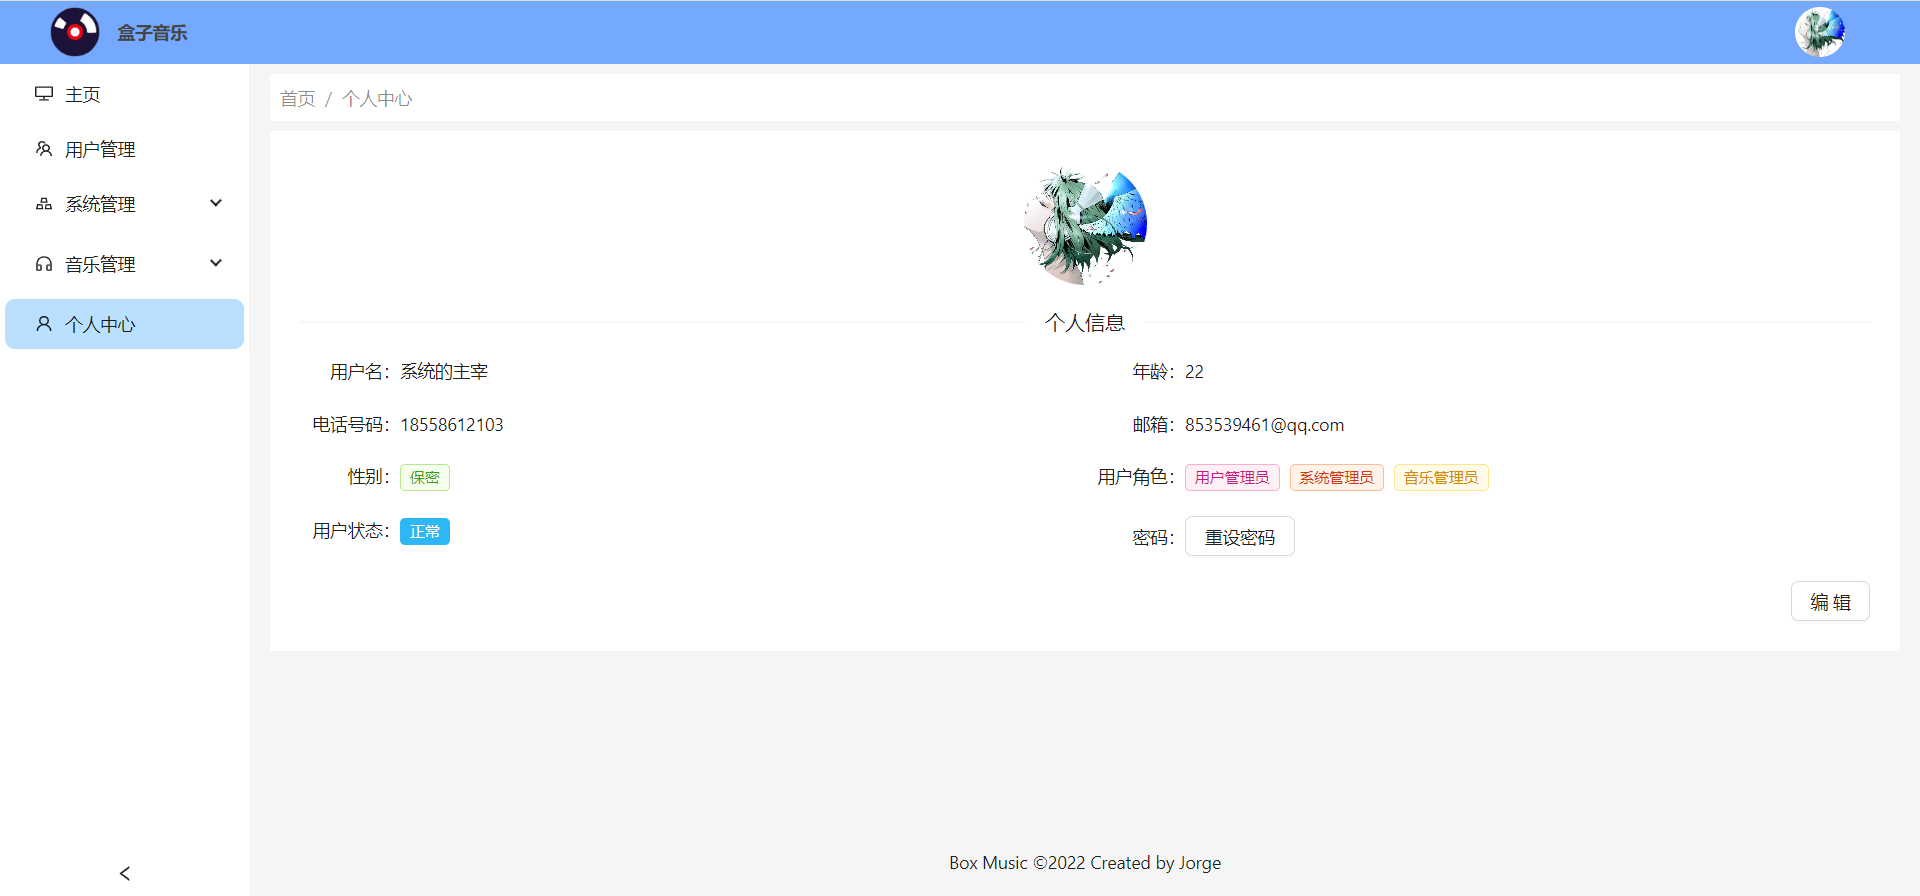 盒子音乐
主页
用户管理
系统管理
音乐管理
个人中心
首页 / 个人中心
个人信息
用户名： 系统的主宰
年龄： 22
电话号码： 18558612103
邮箱： 853539461@qq.com
性别： 保密
用户角色： 用户管理员 系统管理员 音乐管理员
用户状态： 正常
密码： 重设密码
编 辑
Box Music ©2022 Created by Jorge